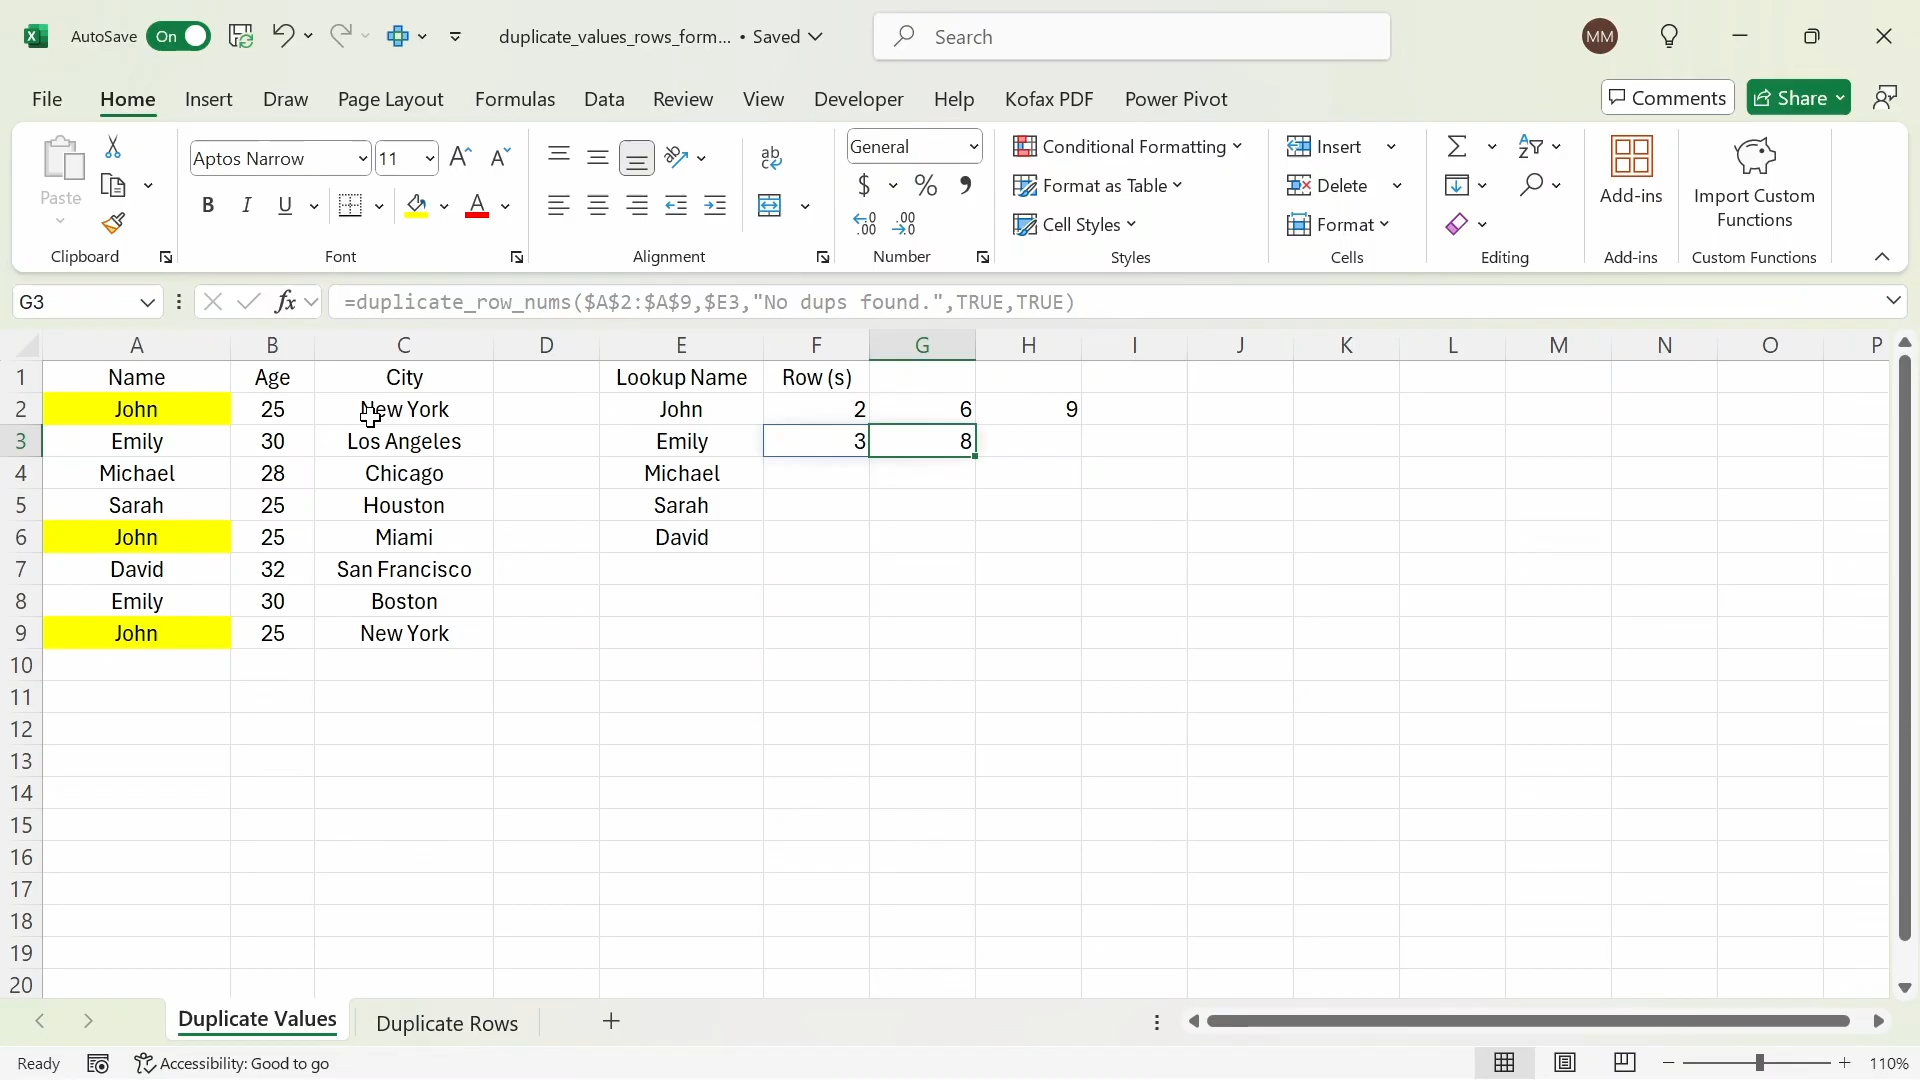 AutoSave On duplicate_values_rows_form... • Saved Search MM
File Home Insert Draw Page Layout Formulas Data Review View Developer Help Kofax PDF Power Pivot Comments Share
Paste Aptos Narrow 11 A A ab General Conditional Formatting Insert Σ A Z Add-ins Import Custom Functions
B I U A ab $ % , Format as Table Delete
.00 .00 Cell Styles Format
Clipboard Font Alignment Number Styles Cells Editing Add-ins Custom Functions
G3 fx =duplicate_row_nums($A$2:$A$9,$E3,"No dups found.",TRUE,TRUE)
A B C D E F G H I J K L M N O P
1 Name Age City Lookup Name Row (s)
2 John 25 New York John 2 6 9
3 Emily 30 Los Angeles Emily 3 8
4 Michael 28 Chicago Michael
5 Sarah 25 Houston Sarah
6 John 25 Miami David
7 David 32 San Francisco
8 Emily 30 Boston
9 John 25 New York
10
11
12
13
14
15
16
17
18
19
20
Duplicate Values Duplicate Rows +
Ready Accessibility: Good to go 110%